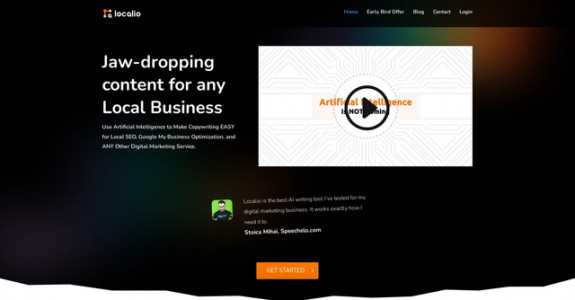 localio
Home Early Bird Offer Blog Contact Login
Jaw-dropping
content for any
Local Business
Use Artificial Intelligence to Make Copywriting EASY
for Local SEO, Google My Business Optimization, and
ANY Other Digital Marketing Service.
Artificial Intelligence
is NOT
Localio is the best AI writing tool I've tested for my
digital marketing business. It works exactly how I
need it to.
Stoica Mihai, Speechelo.com
GET STARTED